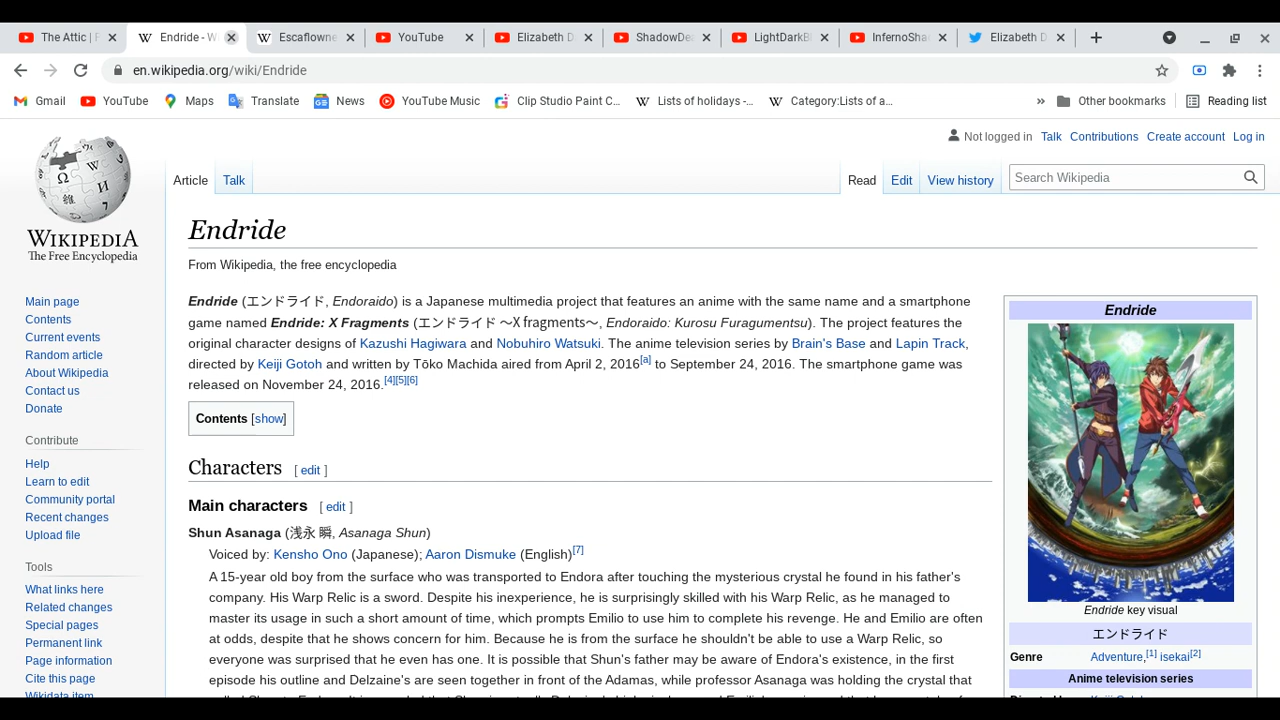 The Attic | F
Endride - Wi
Escaflowne
YouTube
Elizabeth D
ShadowDea
LightDarkBl
InfernoSha
Elizabeth D
en.wikipedia.org/wiki/Endride
Gmail
YouTube
Maps
Translate
News
YouTube Music
Clip Studio Paint C...
Lists of holidays -...
Category:Lists of a...
»
Other bookmarks
Reading list
Not logged in Talk Contributions Create account Log in
Article Talk
Read Edit View history
Search Wikipedia
WIKIPEDIA
The Free Encyclopedia
Main page
Contents
Current events
Random article
About Wikipedia
Contact us
Donate
Contribute
Help
Learn to edit
Community portal
Recent changes
Upload file
Tools
What links here
Related changes
Special pages
Permanent link
Page information
Cite this page
Wikidata item
Endride
From Wikipedia, the free encyclopedia
Endride (エンドライド, Endoraido) is a Japanese multimedia project that features an anime with the same name and a smartphone
game named Endride: X Fragments (エンドライド 〜X fragments〜, Endoraido: Kurosu Furagumentsu). The project features the
original character designs of Kazushi Hagiwara and Nobuhiro Watsuki. The anime television series by Brain's Base and Lapin Track,
directed by Keiji Gotoh and written by Tōko Machida aired from April 2, 2016[a] to September 24, 2016. The smartphone game was
released on November 24, 2016.[4][5][6]
Contents [show]
Characters [ edit ]
Main characters [ edit ]
Shun Asanaga (浅永 瞬, Asanaga Shun)
Voiced by: Kensho Ono (Japanese); Aaron Dismuke (English)[7]
A 15-year old boy from the surface who was transported to Endora after touching the mysterious crystal he found in his father's
company. His Warp Relic is a sword. Despite his inexperience, he is surprisingly skilled with his Warp Relic, as he managed to
master its usage in such a short amount of time, which prompts Emilio to use him to complete his revenge. He and Emilio are often
at odds, despite that he shows concern for him. Because he is from the surface he shouldn't be able to use a Warp Relic, so
everyone was surprised that he even has one. It is possible that Shun's father may be aware of Endora's existence, in the first
episode his outline and Delzaine's are seen together in front of the Adamas, while professor Asanaga was holding the crystal that
Endride
Endride key visual
エンドライド
Genre Adventure,[1] isekai[2]
Anime television series